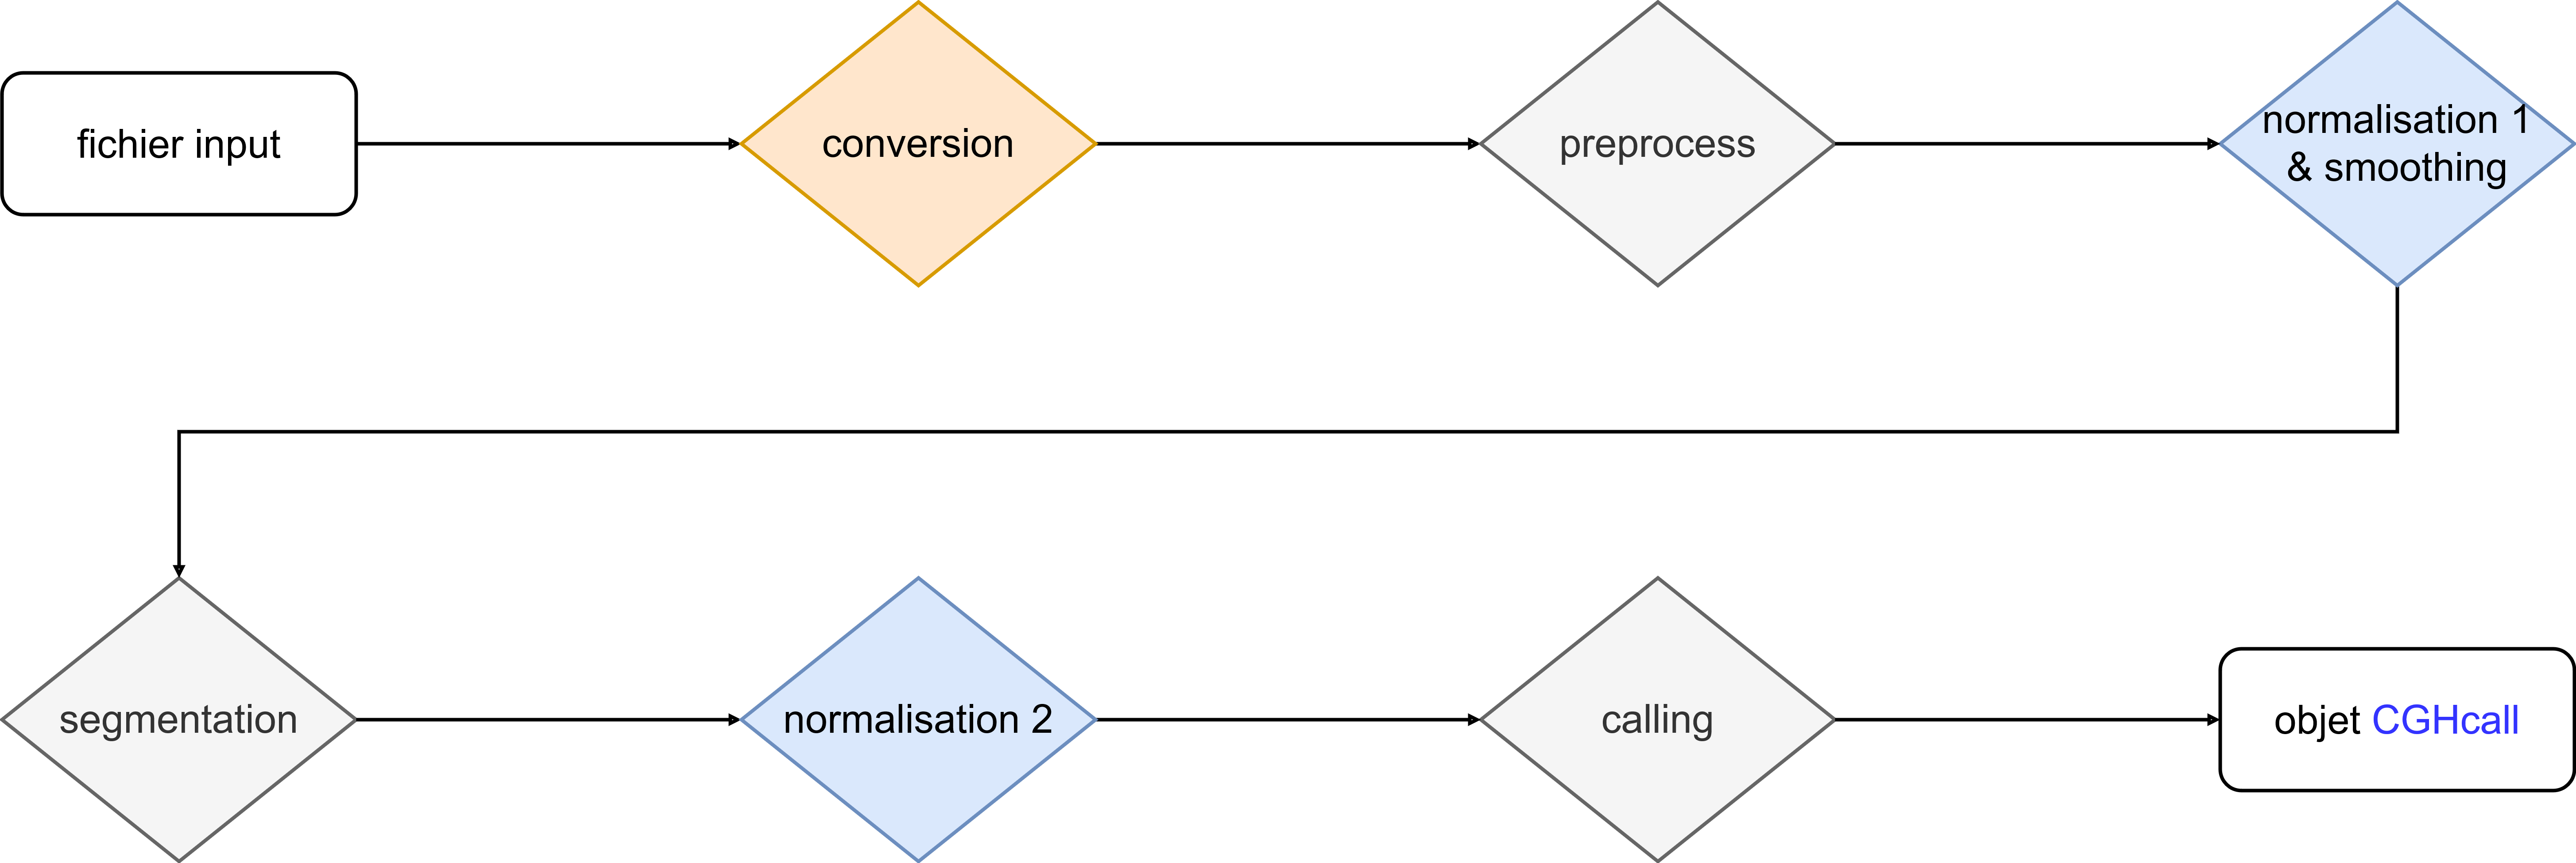 fichier input
conversion
preprocess
normalisation 1
& smoothing
segmentation
normalisation 2
calling
objet CGHcall